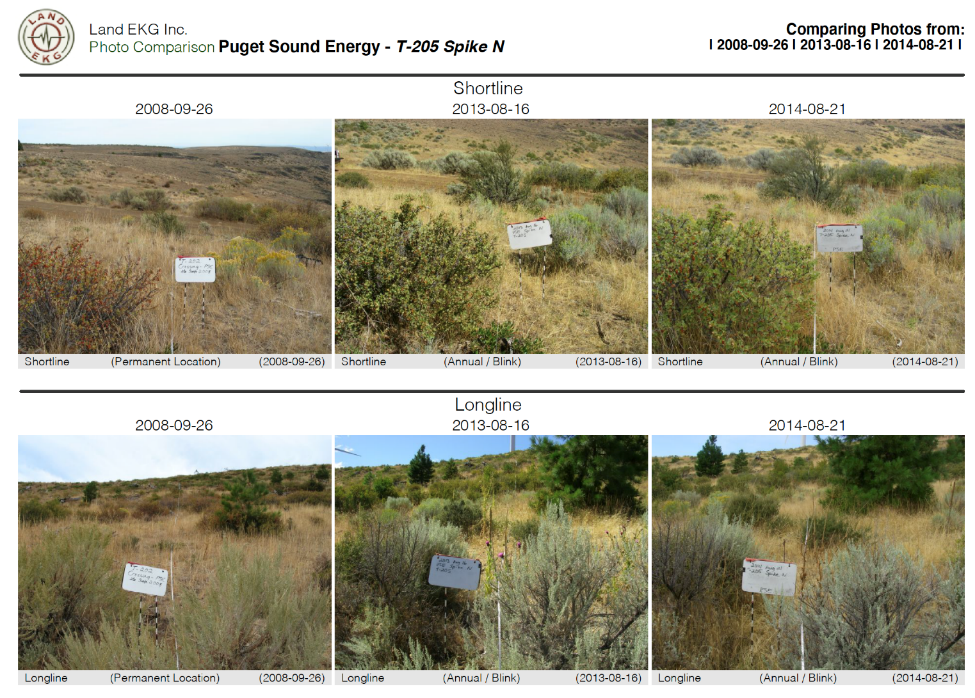 LAND
EKG
Land EKG Inc.
Photo Comparison Puget Sound Energy - T-205 Spike N
Comparing Photos from:
| 2008-09-26 | 2013-08-16 | 2014-08-21 |
Shortline
2008-09-26 2013-08-16 2014-08-21
Shortline (Permanent Location) (2008-09-26) Shortline (Annual / Blink) (2013-08-16) Shortline (Annual / Blink) (2014-08-21)
Longline
2008-09-26 2013-08-16 2014-08-21
Longline (Permanent Location) (2008-09-26) Longline (Annual / Blink) (2013-08-16) Longline (Annual / Blink) (2014-08-21)